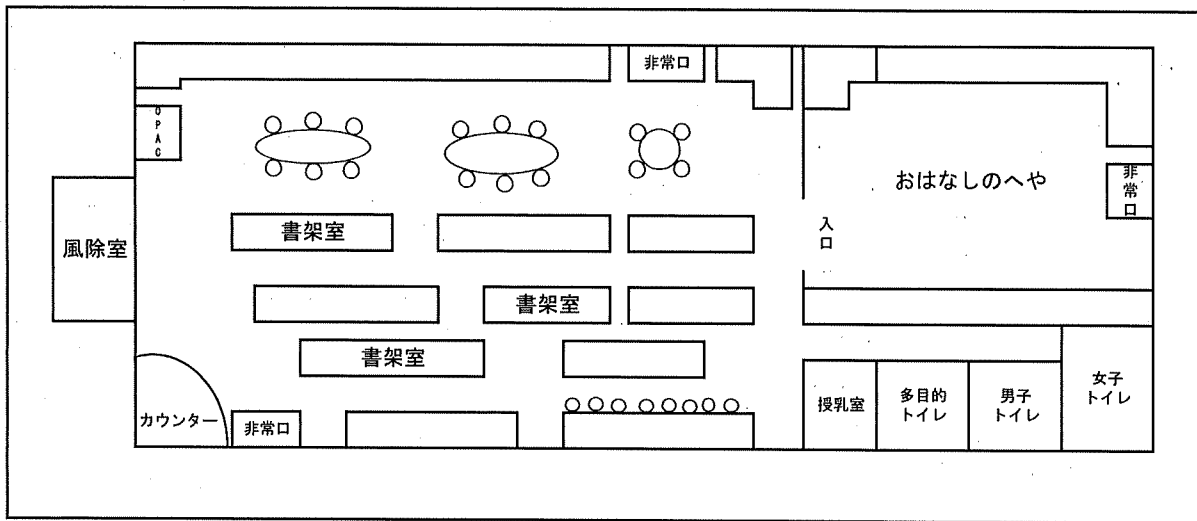 非常口
OPAC
おはなしのへや
非常口
書架室
入口
風除室
書架室
書架室
カウンター
非常口
授乳室
多目的
トイレ
男子
トイレ
女子
トイレ